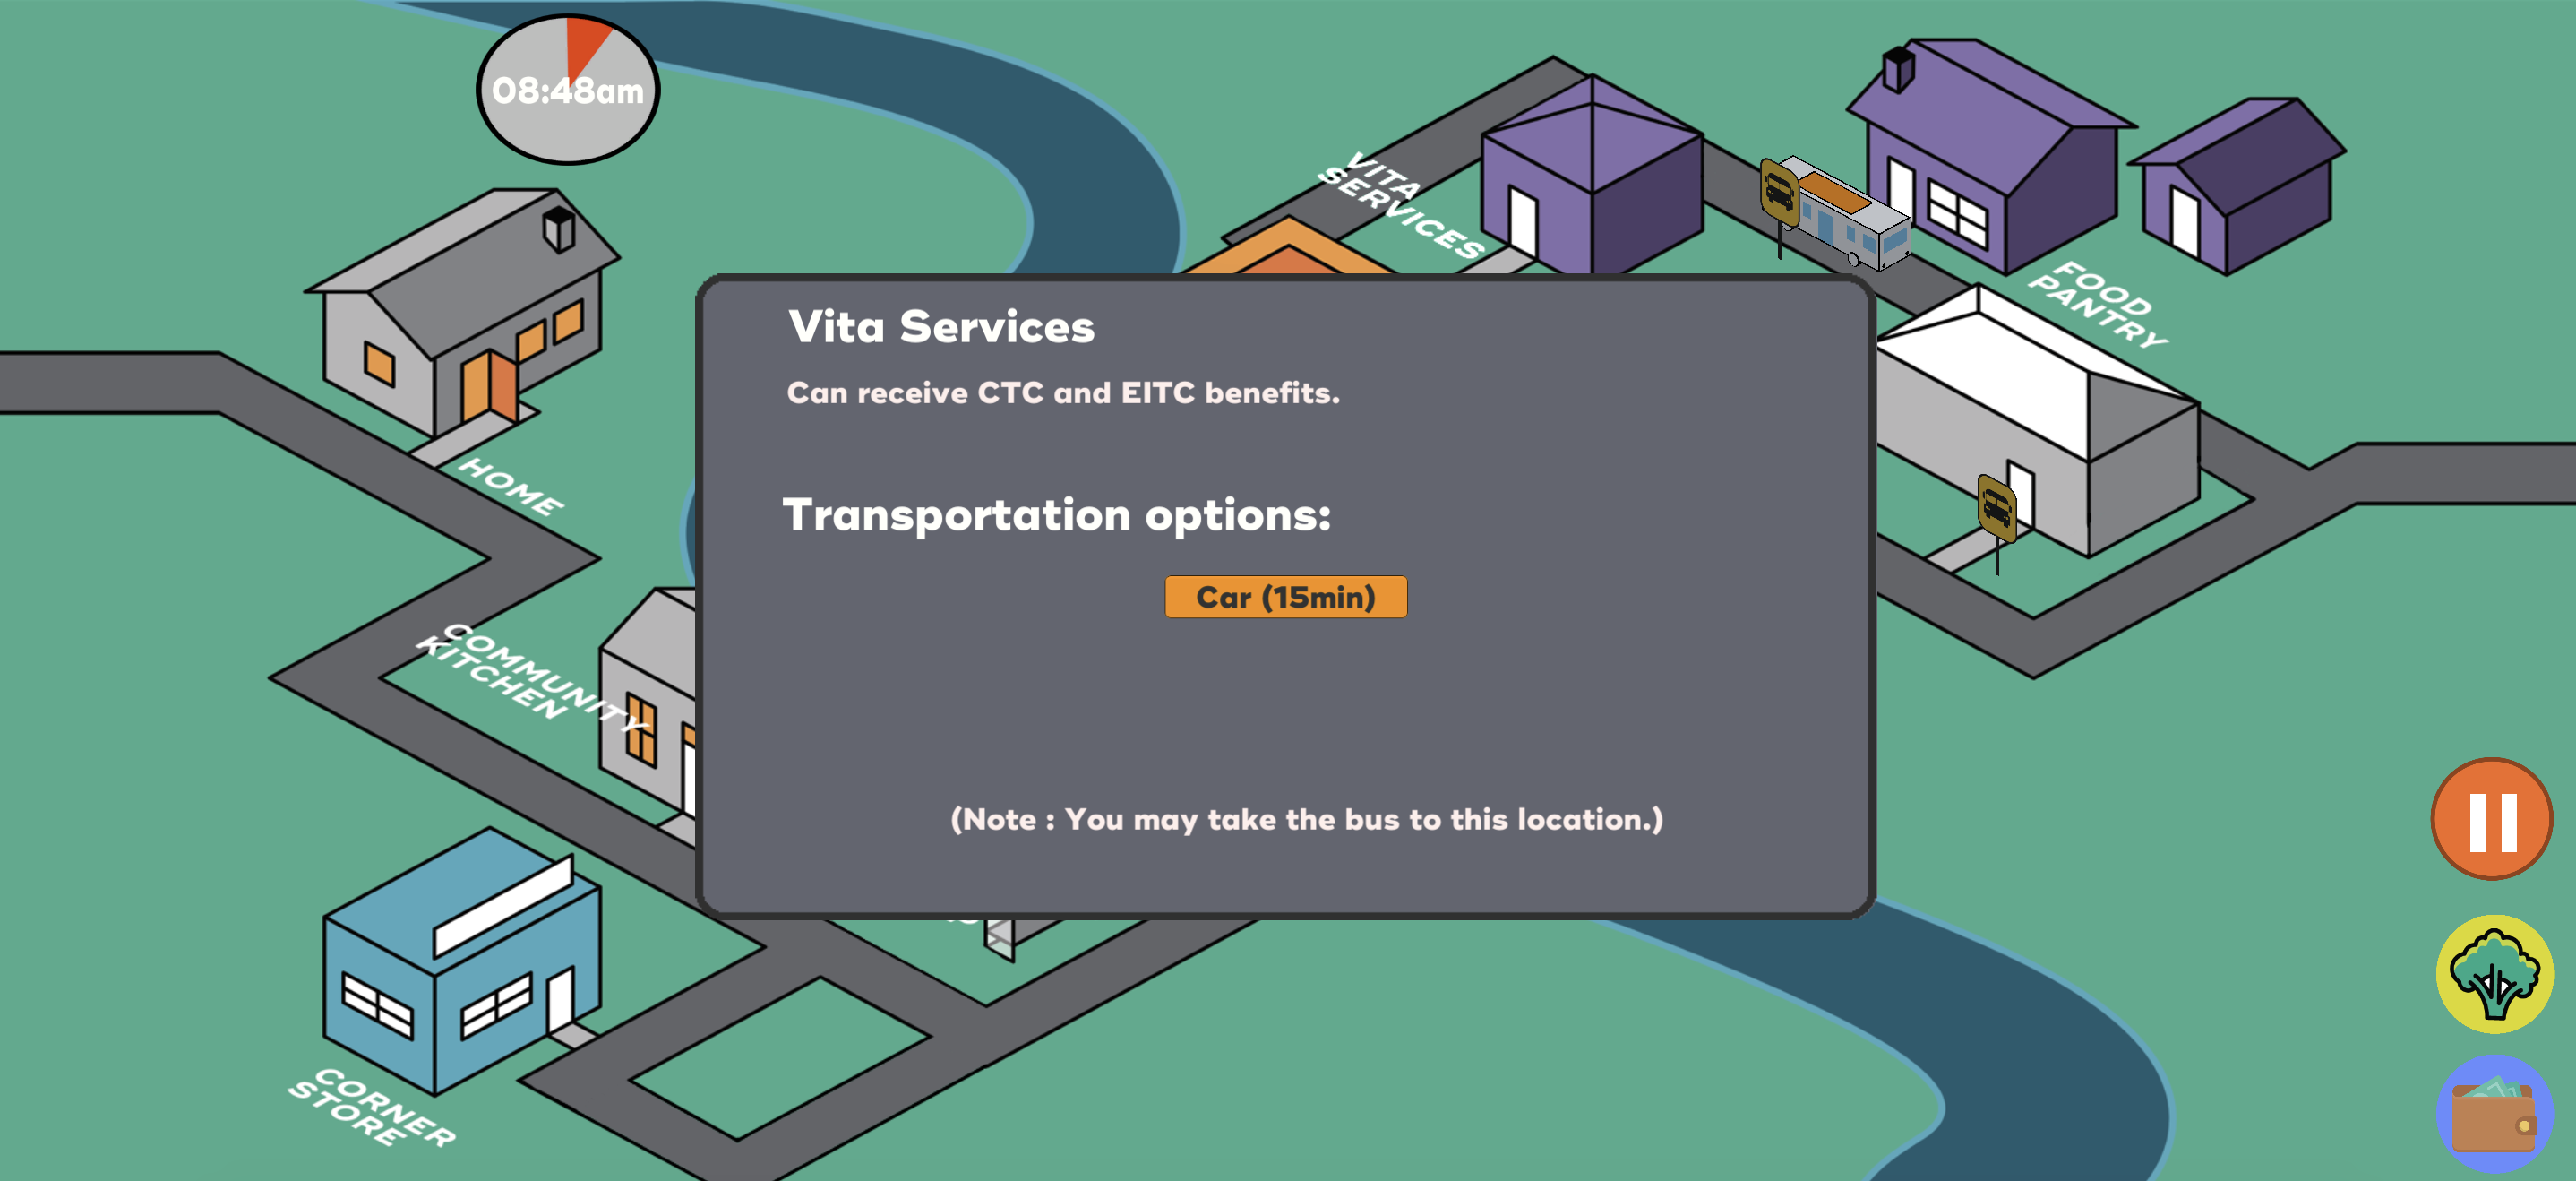 08:48am
VITA
SERVICES
FOOD
PANTRY
Vita Services
Can receive CTC and EITC benefits.
HOME
Transportation options:
Car (15min)
COMMUNITY
KITCHEN
(Note : You may take the bus to this location.)
CORNER
STORE